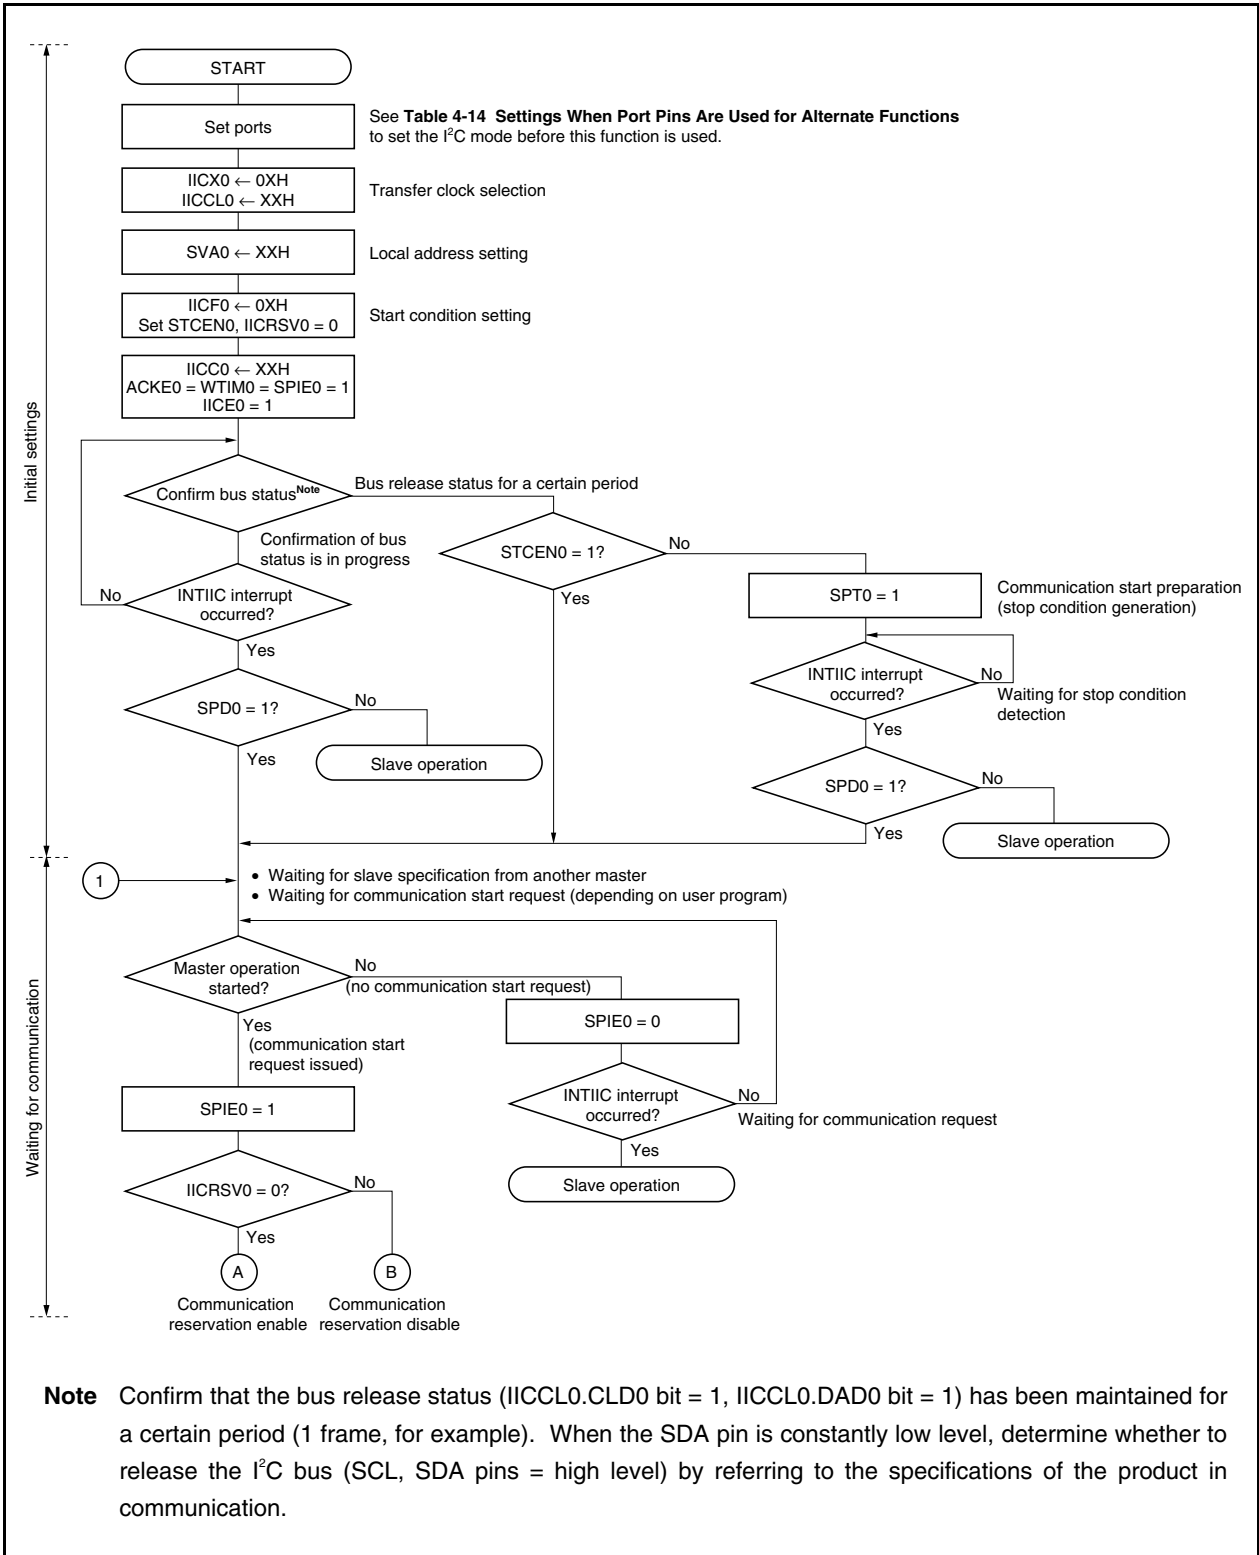 START
Set ports
See Table 4-14 Settings When Port Pins Are Used for Alternate Functions
to set the I²C mode before this function is used.
IICX0 ← 0XH
IICCL0 ← XXH
Transfer clock selection
SVA0 ← XXH
Local address setting
IICF0 ← 0XH
Set STCEN0, IICRSV0 = 0
Start condition setting
IICC0 ← XXH
ACKE0 = WTIM0 = SPIE0 = 1
IICE0 = 1
Initial settings
Confirm bus statusNote
Bus release status for a certain period
Confirmation of bus
status is in progress
STCEN0 = 1?
No
Yes
SPT0 = 1
Communication start preparation
(stop condition generation)
No
INTIIC interrupt
occurred?
Yes
INTIIC interrupt
occurred?
No
Waiting for stop condition
detection
Yes
SPD0 = 1?
No
Yes
Slave operation
SPD0 = 1?
No
Yes
Slave operation
1
• Waiting for slave specification from another master
• Waiting for communication start request (depending on user program)
Waiting for communication
Master operation
started?
No
(no communication start request)
Yes
(communication start
request issued)
SPIE0 = 0
SPIE0 = 1
INTIIC interrupt
occurred?
No
Waiting for communication request
Yes
Slave operation
IICRSV0 = 0?
No
Yes
A
B
Communication
reservation enable
Communication
reservation disable
Note Confirm that the bus release status (IICCL0.CLD0 bit = 1, IICCL0.DAD0 bit = 1) has been maintained for
a certain period (1 frame, for example). When the SDA pin is constantly low level, determine whether to
release the I²C bus (SCL, SDA pins = high level) by referring to the specifications of the product in
communication.